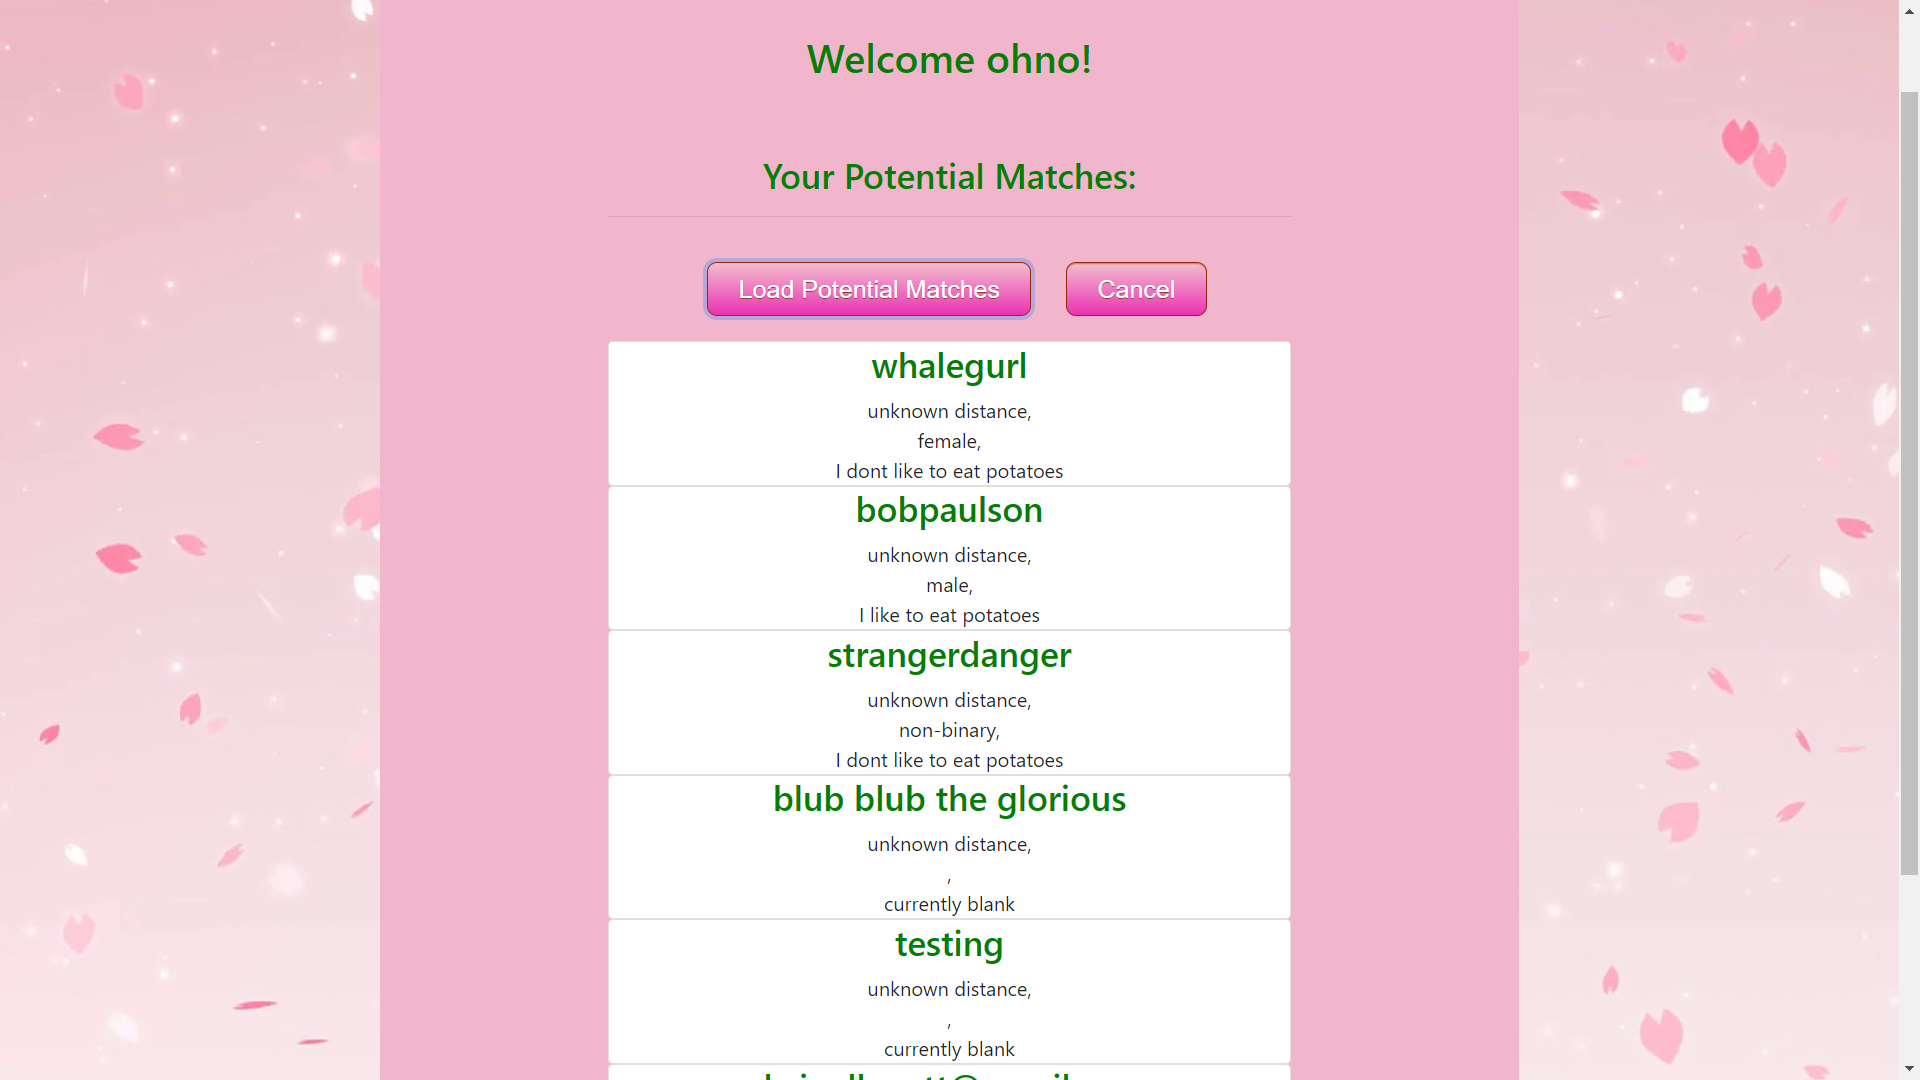 Welcome ohno!
Your Potential Matches:
Load Potential Matches
Cancel
whalegurl
unknown distance,
female,
I dont like to eat potatoes
bobpaulson
unknown distance,
male,
I like to eat potatoes
strangerdanger
unknown distance,
non-binary,
I dont like to eat potatoes
blub blub the glorious
unknown distance,
,
currently blank
testing
unknown distance,
,
currently blank